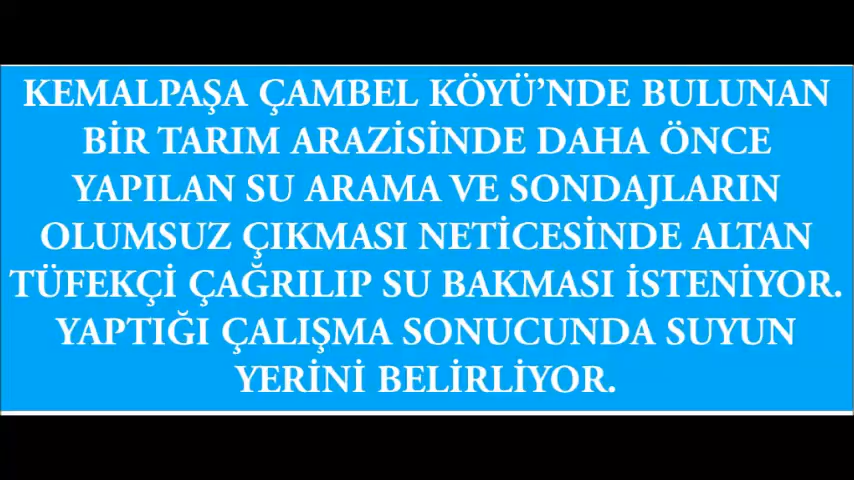 KEMALPAŞA ÇAMBEL KÖYÜ’NDE BULUNAN
BİR TARIM ARAZİSİNDE DAHA ÖNCE
YAPILAN SU ARAMA VE SONDAJLARIN
OLUMSUZ ÇIKMASI NETİCESİNDE ALTAN
TÜFEKÇİ ÇAĞRILIP SU BAKMASI İSTENİYOR.
YAPTIĞI ÇALIŞMA SONUCUNDA SUYUN
YERİNİ BELİRLİYOR.